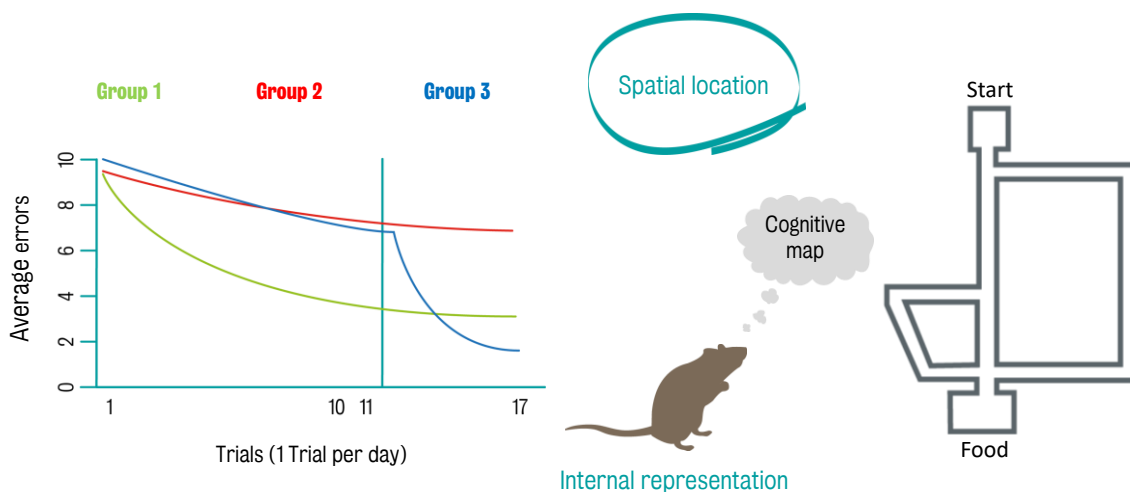 Group 1
Group 2
Group 3
Average errors
10
8
6
4
2
0
1
10
11
17
Trials (1 Trial per day)
Spatial location
Cognitive
map
Internal representation
Start
Food